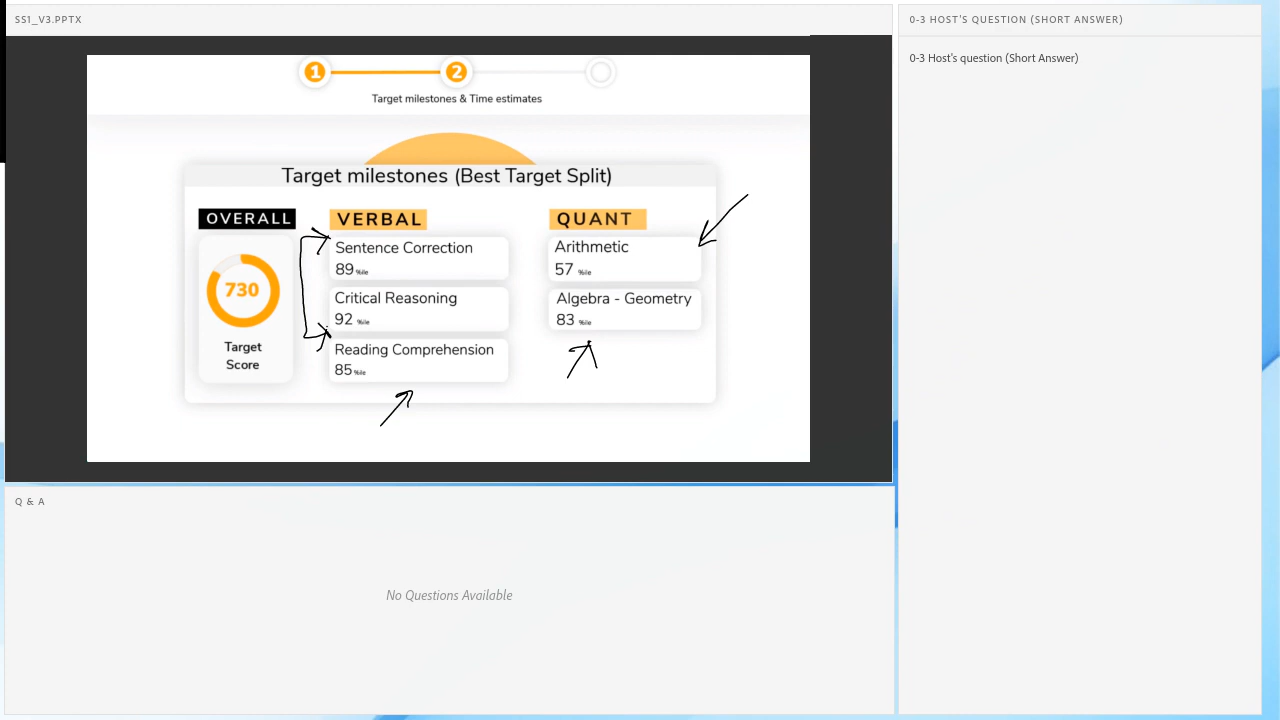 SS1_V3.PPTX
1
2
Target milestones & Time estimates
Target milestones (Best Target Split)
OVERALL
730
Target
Score
VERBAL
Sentence Correction
89 %ile
Critical Reasoning
92 %ile
Reading Comprehension
85 %ile
QUANT
Arithmetic
57 %ile
Algebra - Geometry
83 %ile
Q & A
No Questions Available
0-3 HOST'S QUESTION (SHORT ANSWER)
0-3 Host's question (Short Answer)